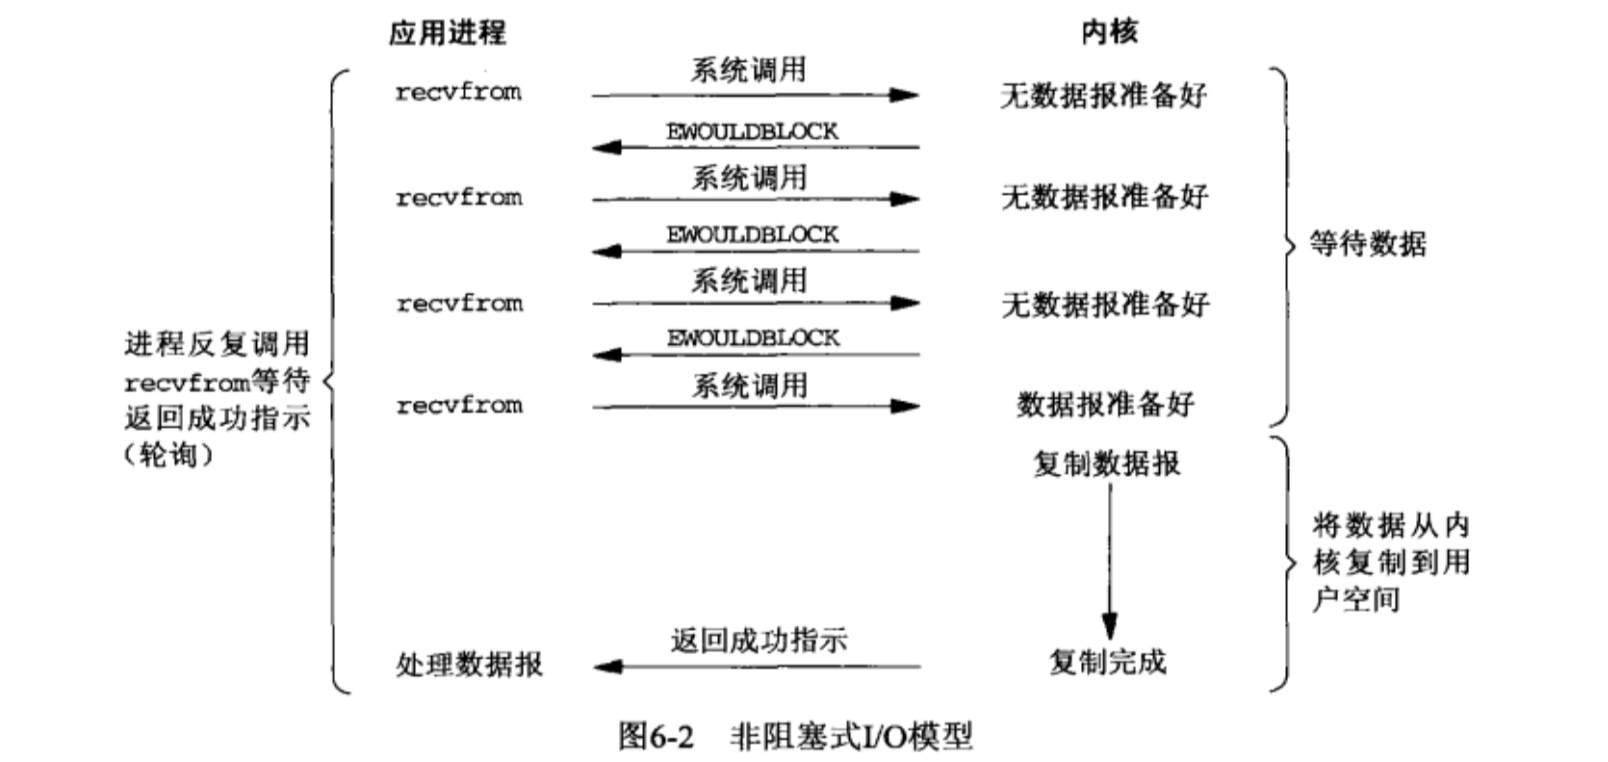 应用进程
内核
recvfrom
系统调用
无数据报准备好
EWOULDBLOCK
recvfrom
系统调用
无数据报准备好
EWOULDBLOCK
recvfrom
系统调用
无数据报准备好
EWOULDBLOCK
recvfrom
系统调用
数据报准备好
等待数据
进程反复调用
recvfrom等待
返回成功指示
(轮询)
复制数据报
将数据从内
核复制到用
户空间
处理数据报
返回成功指示
复制完成
图6-2 非阻塞式I/O模型